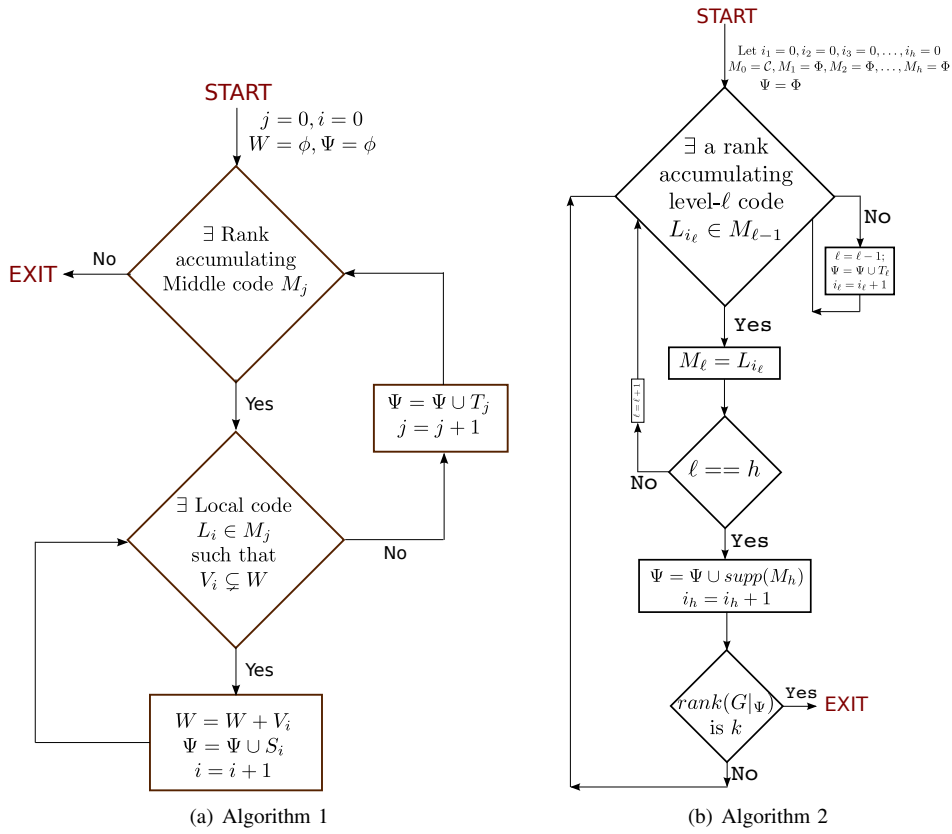 START
j = 0, i = 0
W = ϕ, Ψ = ϕ
∃ Rank
accumulating
Middle code M_j
No
EXIT
Yes
Ψ = Ψ ∪ T_j
j = j + 1
∃ Local code
L_i ∈ M_j
such that
V_i ⊊ W
No
Yes
W = W + V_i
Ψ = Ψ ∪ S_i
i = i + 1
(a) Algorithm 1
START
Let i_1 = 0, i_2 = 0, i_3 = 0, . . . , i_h = 0
M_0 = 𝒞, M_1 = Φ, M_2 = Φ, . . . , M_h = Φ
Ψ = Φ
∃ a rank
accumulating
level-ℓ code
L_{i_ℓ} ∈ M_{ℓ−1}
No
ℓ = ℓ − 1;
Ψ = Ψ ∪ T_ℓ
i_ℓ = i_ℓ + 1
Yes
M_ℓ = L_{i_ℓ}
ℓ = ℓ + 1
ℓ == h
No
Yes
Ψ = Ψ ∪ supp(M_h)
i_h = i_h + 1
rank(G|_Ψ)
is k
Yes
EXIT
No
(b) Algorithm 2